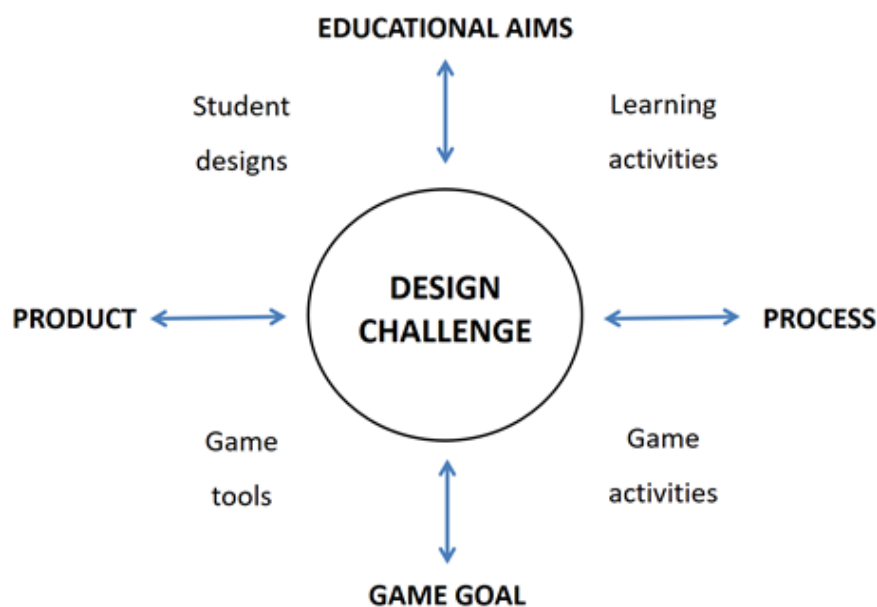 EDUCATIONAL AIMS
Student
designs
Learning
activities
DESIGN
CHALLENGE
PRODUCT
PROCESS
Game
tools
Game
activities
GAME GOAL